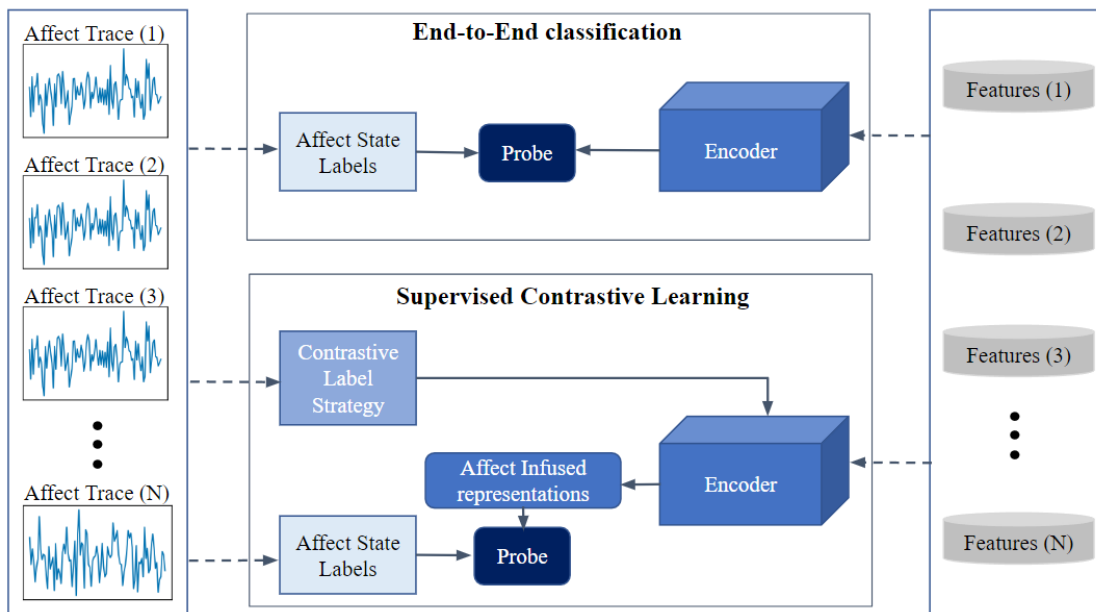 Affect Trace (1)
Affect Trace (2)
Affect Trace (3)
Affect Trace (N)
End-to-End classification
Affect State
Labels
Probe
Encoder
Supervised Contrastive Learning
Contrastive
Label
Strategy
Encoder
Affect Infused
representations
Affect State
Labels
Probe
Features (1)
Features (2)
Features (3)
Features (N)